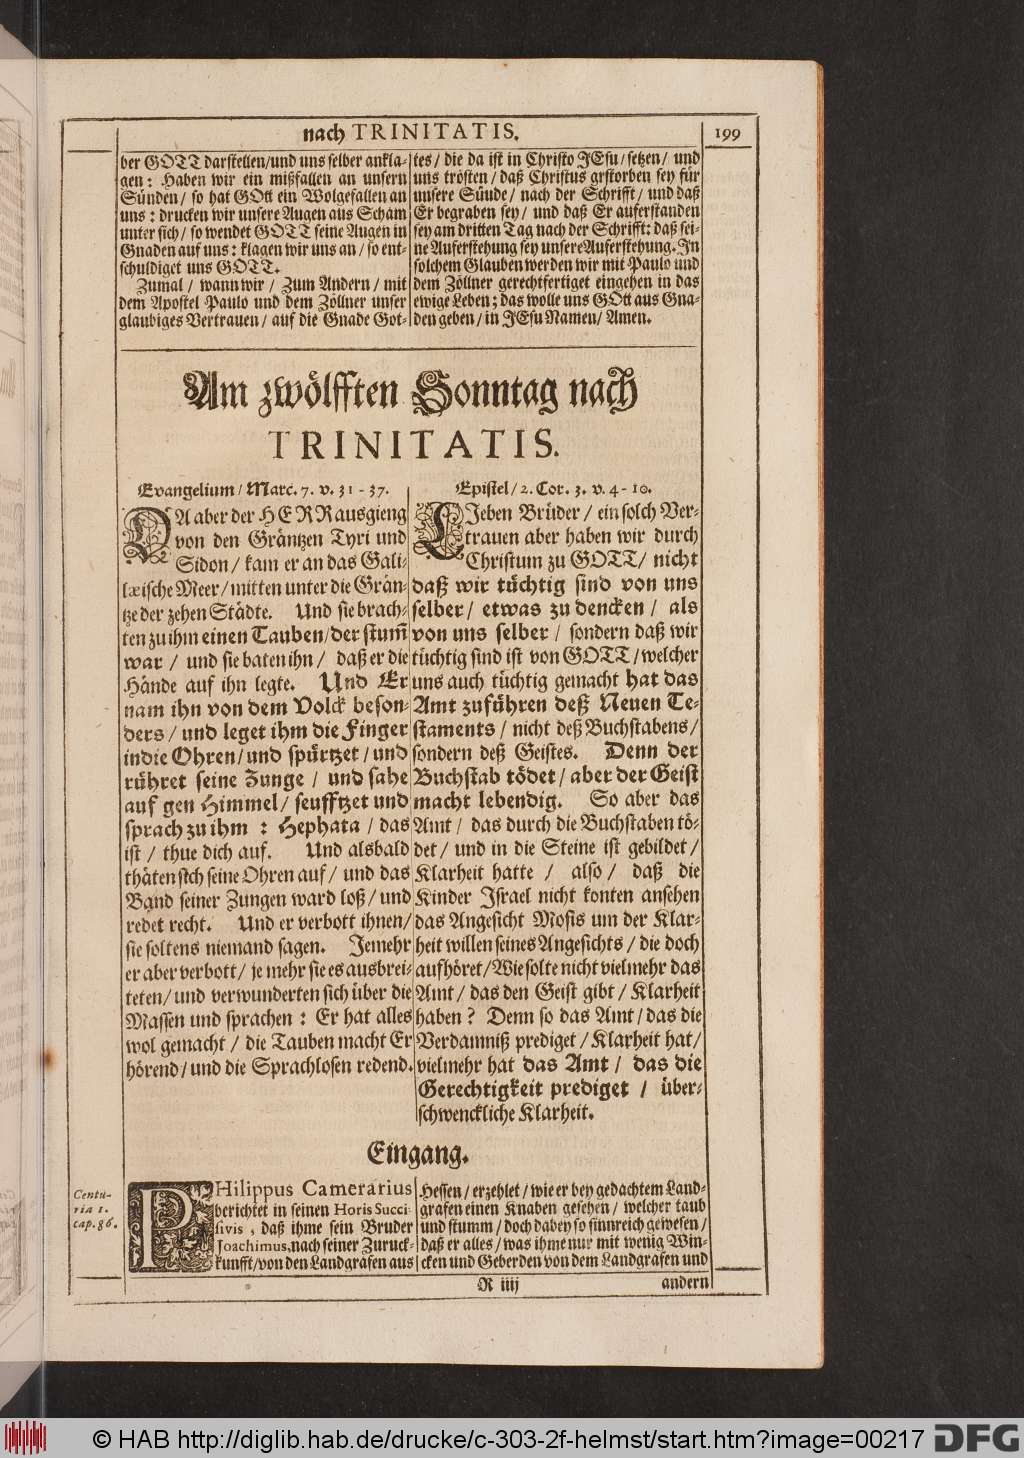 nach TRINITATIS.
199
ber GOTT darstellen/und uns selber ankla-
gen: Haben wir ein mißfallen an unsern
Sünden/ so hat GOtt ein Wolgefallen an
uns: drucken wir unsere Augen aus Scham
unter sich/ so wendet GOTT seine Augen in
Gnaden auf uns: klagen wir uns an/ so ent-
schuldiget uns GOTT.
Zumal/ wann wir/ Zum Andern/ mit
dem Apostel Paulo und dem Zöllner unser
glaubiges Vertrauen/ auf die Gnade Got-
tes/ die da ist in Christo JEsu/ setzen/ und
uns trösten/ daß Christus grstorben sey für
unsere Sünde/ nach der Schrifft/ und daß
Er begraben sey/ und daß Er auferstanden
sey am dritten Tag nach der Schrifft: daß sei-
ne Auferstehung sey unsere Auferstehung. In
solchem Glauben werden wir mit Paulo und
dem Zöllner gerechtfertiget eingehen in das
ewige Leben; das wolle uns GOtt aus Gna-
den geben/ in JEsu Namen/ Amen.
Am zwölfften Sonntag nach
TRINITATIS.
Evangelium/ Marc. 7. v. 31-37.
DA aber der HERR ausgieng
von den Gräntzen Tyri und
Sidon/ kam er an das Gali-
læische Meer/ mitten unter die Grän-
tze der zehen Städte. Und sie brach-
ten zu ihm einen Tauben/ der stum̃
war/ und sie baten ihn/ daß er die
Hände auf ihn legte. Und Er
nam ihn von dem Volck beson-
ders/ und leget ihm die Finger
in die Ohren/ und spürtzet/ und
rühret seine Zunge/ und sahe
auf gen Himmel/ seufftzet und
sprach zu ihm: Hephata/ das
ist/ thue dich auf. Und alsbald
thäten sich seine Ohren auf/ und das
Band seiner Zungen ward loß/ und
redet recht. Und er verbott ihnen/
sie soltens niemand sagen. Jemehr
er aber verbott/ je mehr sie es ausbrei-
teten/ und verwunderten sich über die
Massen und sprachen: Er hat alles
wol gemacht/ die Tauben macht Er
hörend/ und die Sprachlosen redend.
Epistel/ 2. Cor. 3. v. 4-10.
LJeben Brüder/ ein solch Ver-
trauen aber haben wir durch
Christum zu GOTT/ nicht
daß wir tüchtig sind von uns
selber/ etwas zu dencken/ als
von uns selber/ sondern daß wir
tüchtig sind ist von GOTT/ welcher
uns auch tüchtig gemacht hat das
Amt zuführen deß Neuen Te-
staments/ nicht deß Buchstabens/
sondern deß Geistes. Denn der
Buchstab tödet/ aber der Geist
macht lebendig. So aber das
Amt/ das durch die Buchstaben tö-
det/ und in die Steine ist gebildet/
Klarheit hatte/ also/ daß die
Kinder Israel nicht konten ansehen
das Angesicht Mosis um der Klar-
heit willen seines Angesichts/ die doch
aufhöret/ Wie solte nicht vielmehr das
Amt/ das den Geist gibt/ Klarheit
haben? Denn so das Amt/ das die
Verdamniß prediget/ Klarheit hat/
vielmehr hat das Amt/ das die
Gerechtigkeit prediget/ über-
schwenckliche Klarheit.
Eingang.
Centu-
ria 1.
cap. 86.
PHilippus Camerarius
berichtet in seinen Horis Succi-
sivis, daß ihme sein Bruder
Joachimus, nach seiner Zuruck-
kunfft/ von den Landgrafen aus
Hessen/ erzehlet/ wie er bey gedachtem Land-
grafen einen Knaben gesehen/ welcher taub
und stumm/ doch dabey so sinnreich gewesen/
daß er alles/ was ihme nur mit wenig Win-
cken und Geberden von dem Landgrafen und
R iiij
andern
© HAB http://diglib.hab.de/drucke/c-303-2f-helmst/start.htm?image=00217
DFG